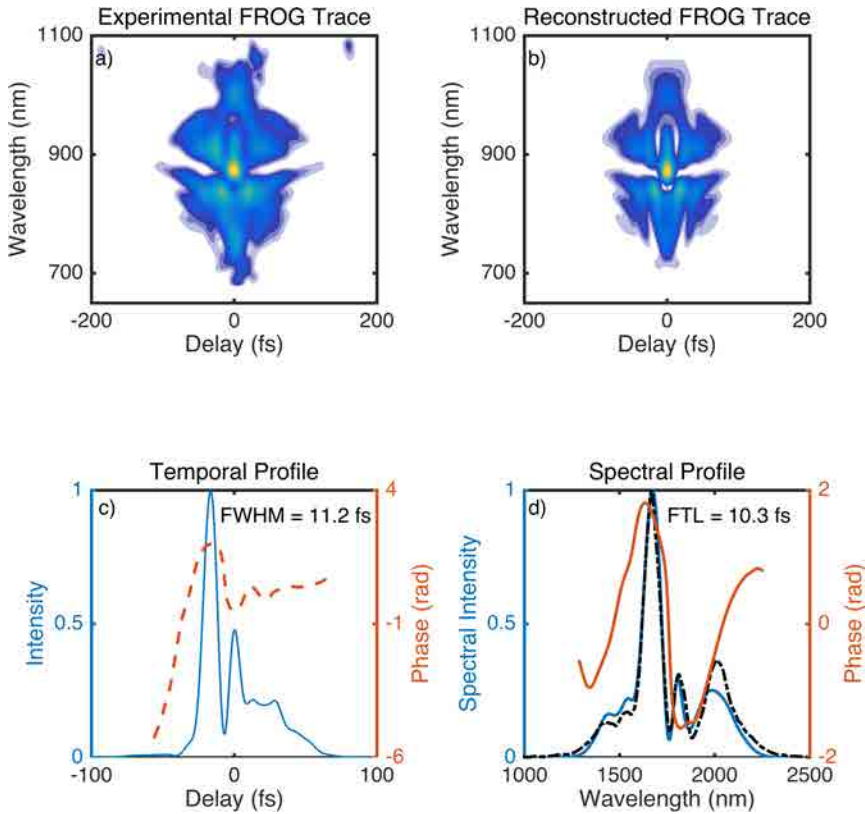 Experimental FROG Trace
a)
Wavelength (nm)
1100
900
700
-200
0
200
Delay (fs)
Reconstructed FROG Trace
b)
Wavelength (nm)
1100
900
700
-200
0
200
Delay (fs)
Temporal Profile
c)
FWHM = 11.2 fs
Intensity
1
0.5
0
Phase (rad)
4
-1
-6
-100
0
100
Delay (fs)
Spectral Profile
d)
FTL = 10.3 fs
Spectral Intensity
1
0.5
0
Phase (rad)
2
0
-2
1000
1500
2000
2500
Wavelength (nm)